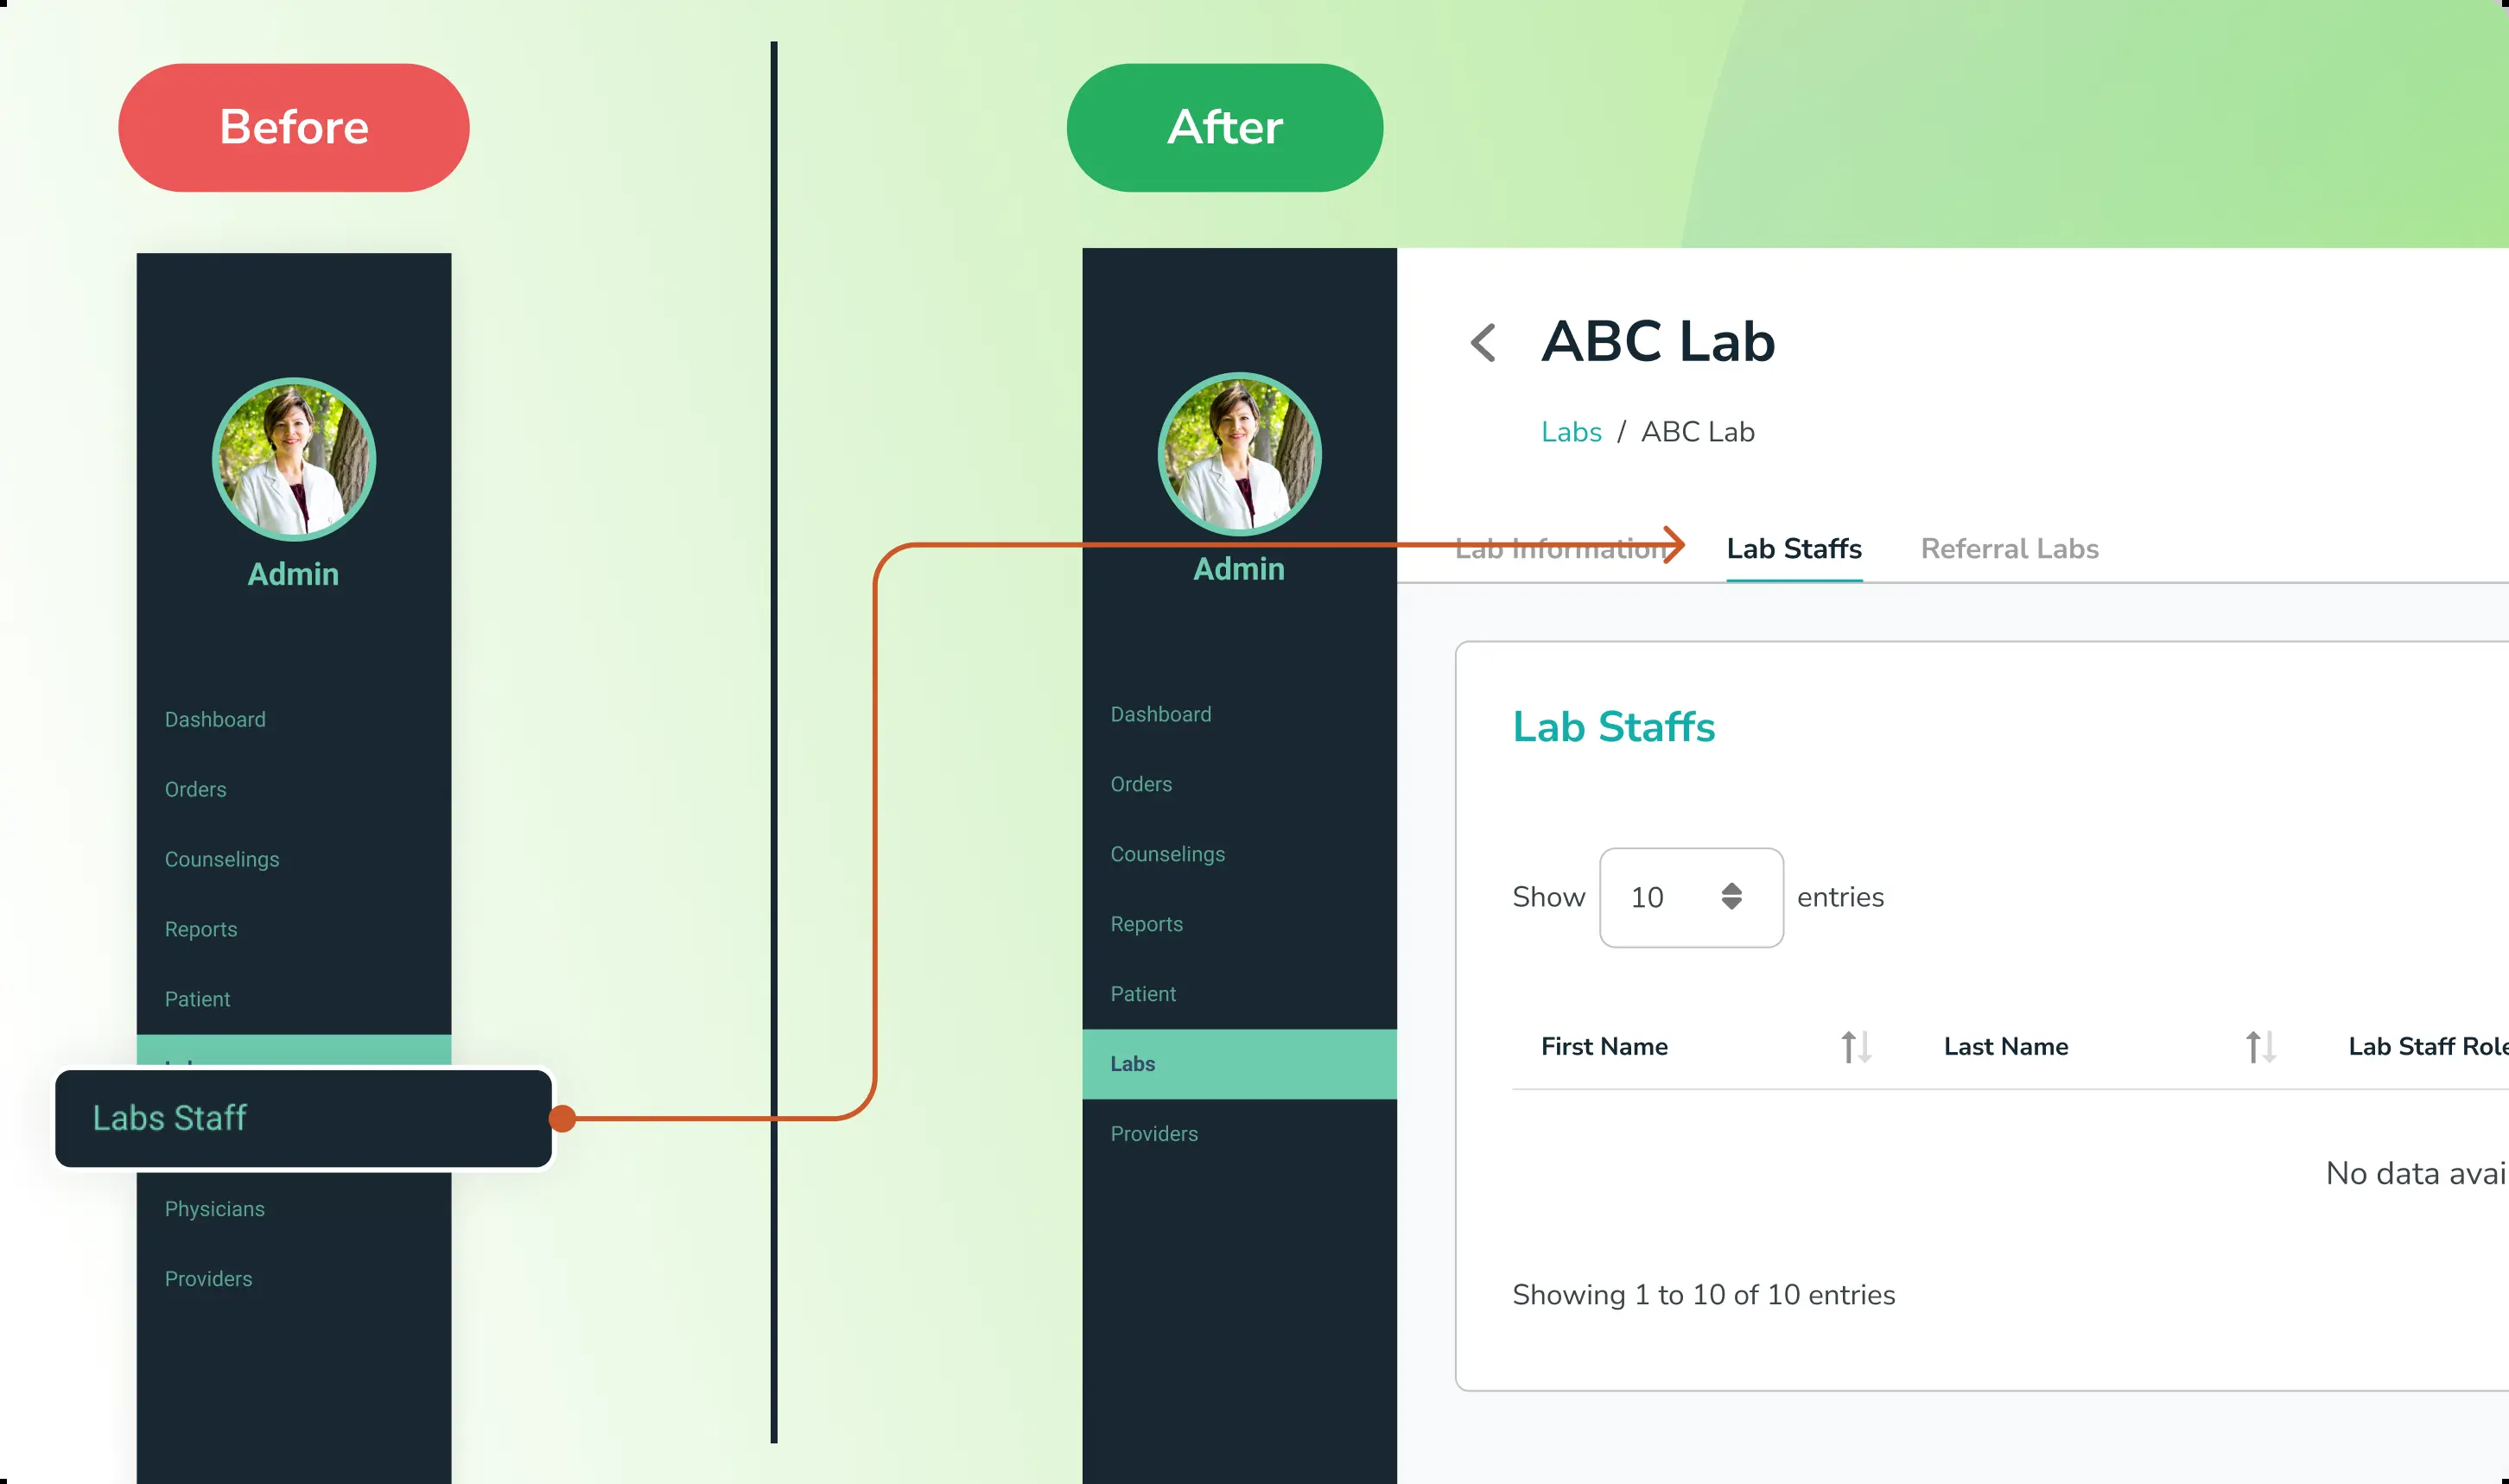 Before
Admin
Dashboard
Orders
Counselings
Reports
Patient
Labs Staff
Physicians
Providers
After
Admin
Dashboard
Orders
Counselings
Reports
Patient
Labs
Providers
ABC Lab
Labs / ABC Lab
Lab Information Lab Staffs Referral Labs
Lab Staffs
Show 10 entries
First Name Last Name Lab Staff Role
No data avai
Showing 1 to 10 of 10 entries